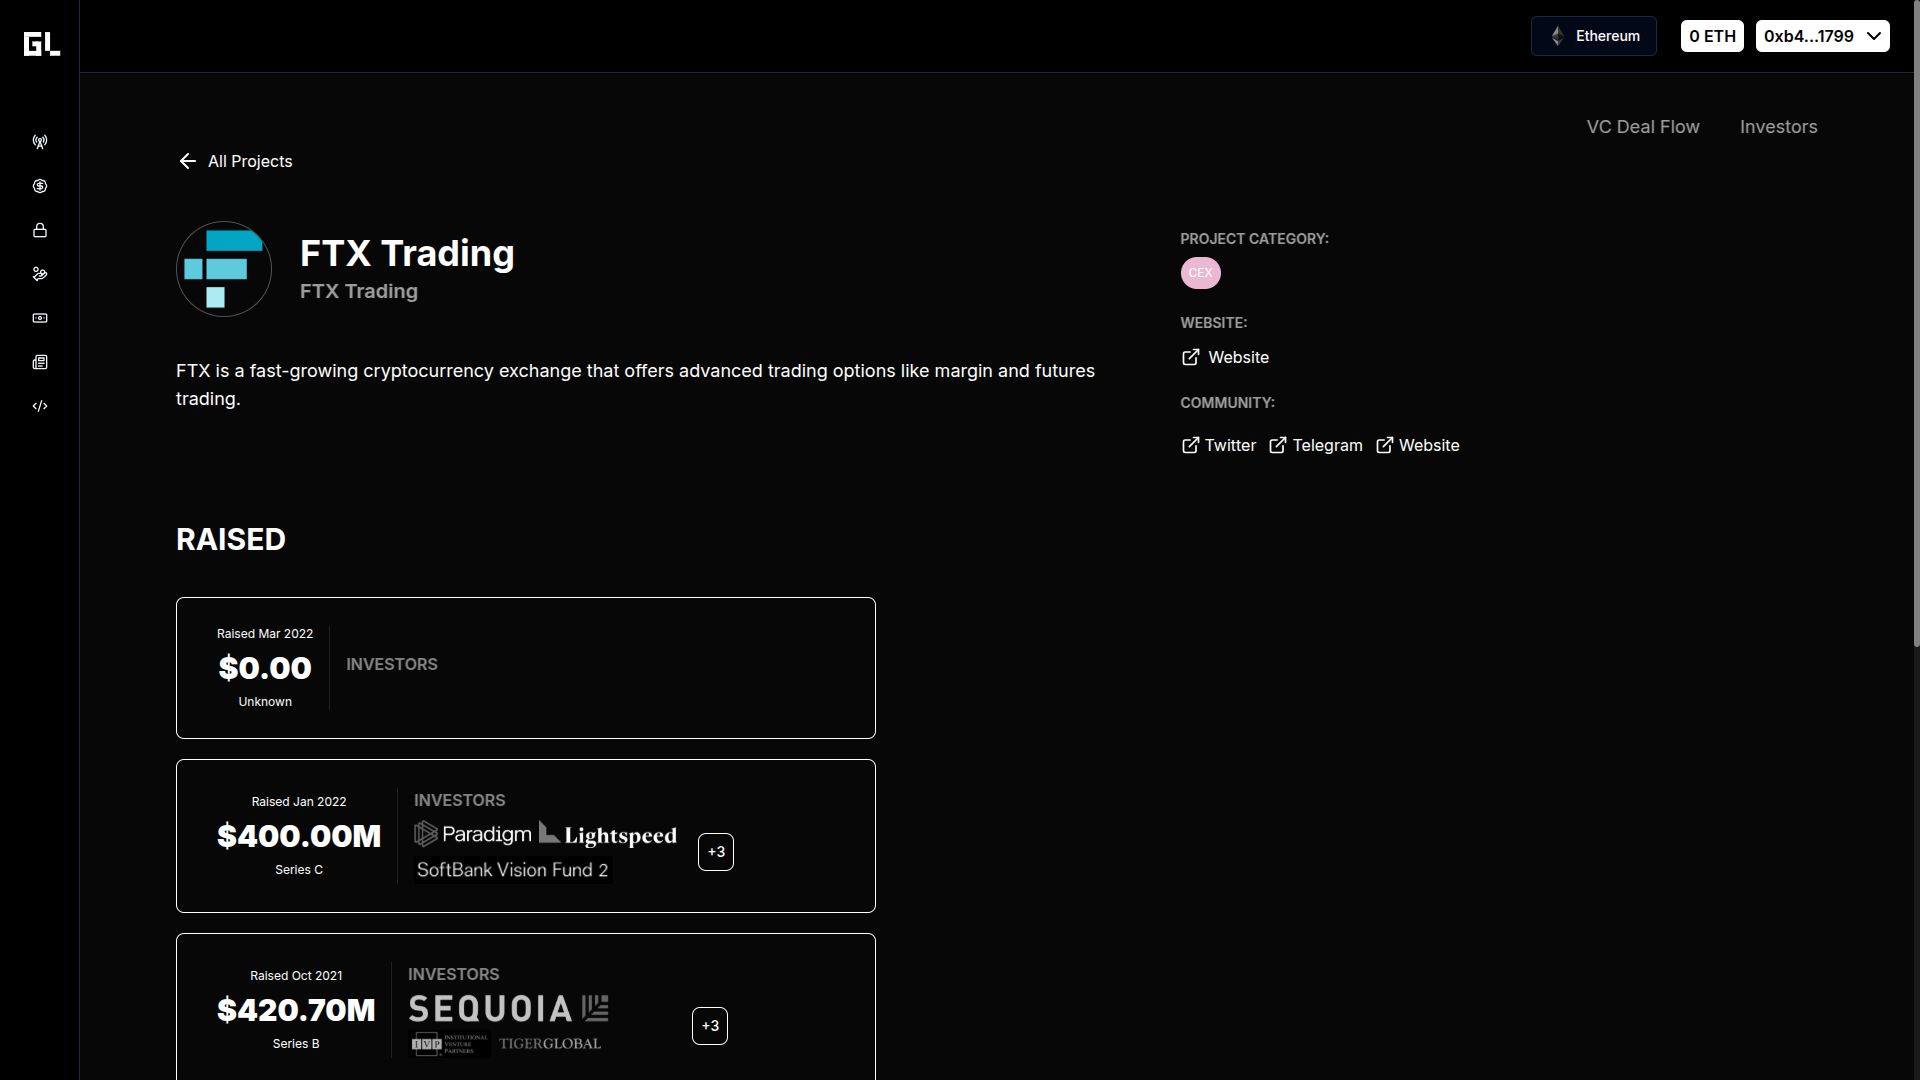 GL
Ethereum
0 ETH
0xb4...1799
VC Deal Flow
Investors
All Projects
FTX Trading
FTX Trading
FTX is a fast-growing cryptocurrency exchange that offers advanced trading options like margin and futures
trading.
PROJECT CATEGORY:
CEX
WEBSITE:
Website
COMMUNITY:
Twitter
Telegram
Website
RAISED
Raised Mar 2022
$0.00
Unknown
INVESTORS
Raised Jan 2022
$400.00M
Series C
INVESTORS
Paradigm
Lightspeed
SoftBank Vision Fund 2
+3
Raised Oct 2021
$420.70M
Series B
INVESTORS
SEQUOIA
IVP
INSTITUTIONAL
VENTURE
PARTNERS
TIGERGLOBAL
+3